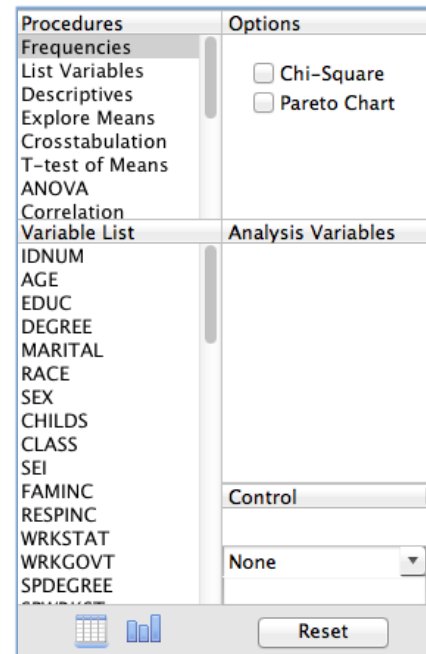 Procedures
Frequencies
List Variables
Descriptives
Explore Means
Crosstabulation
T-test of Means
ANOVA
Correlation
Options
Chi-Square
Pareto Chart
Variable List
IDNUM
AGE
EDUC
DEGREE
MARITAL
RACE
SEX
CHILDS
CLASS
SEI
FAMINC
RESPINC
WRKSTAT
WRKGOVT
SPDEGREE
Analysis Variables
Control
None
Reset